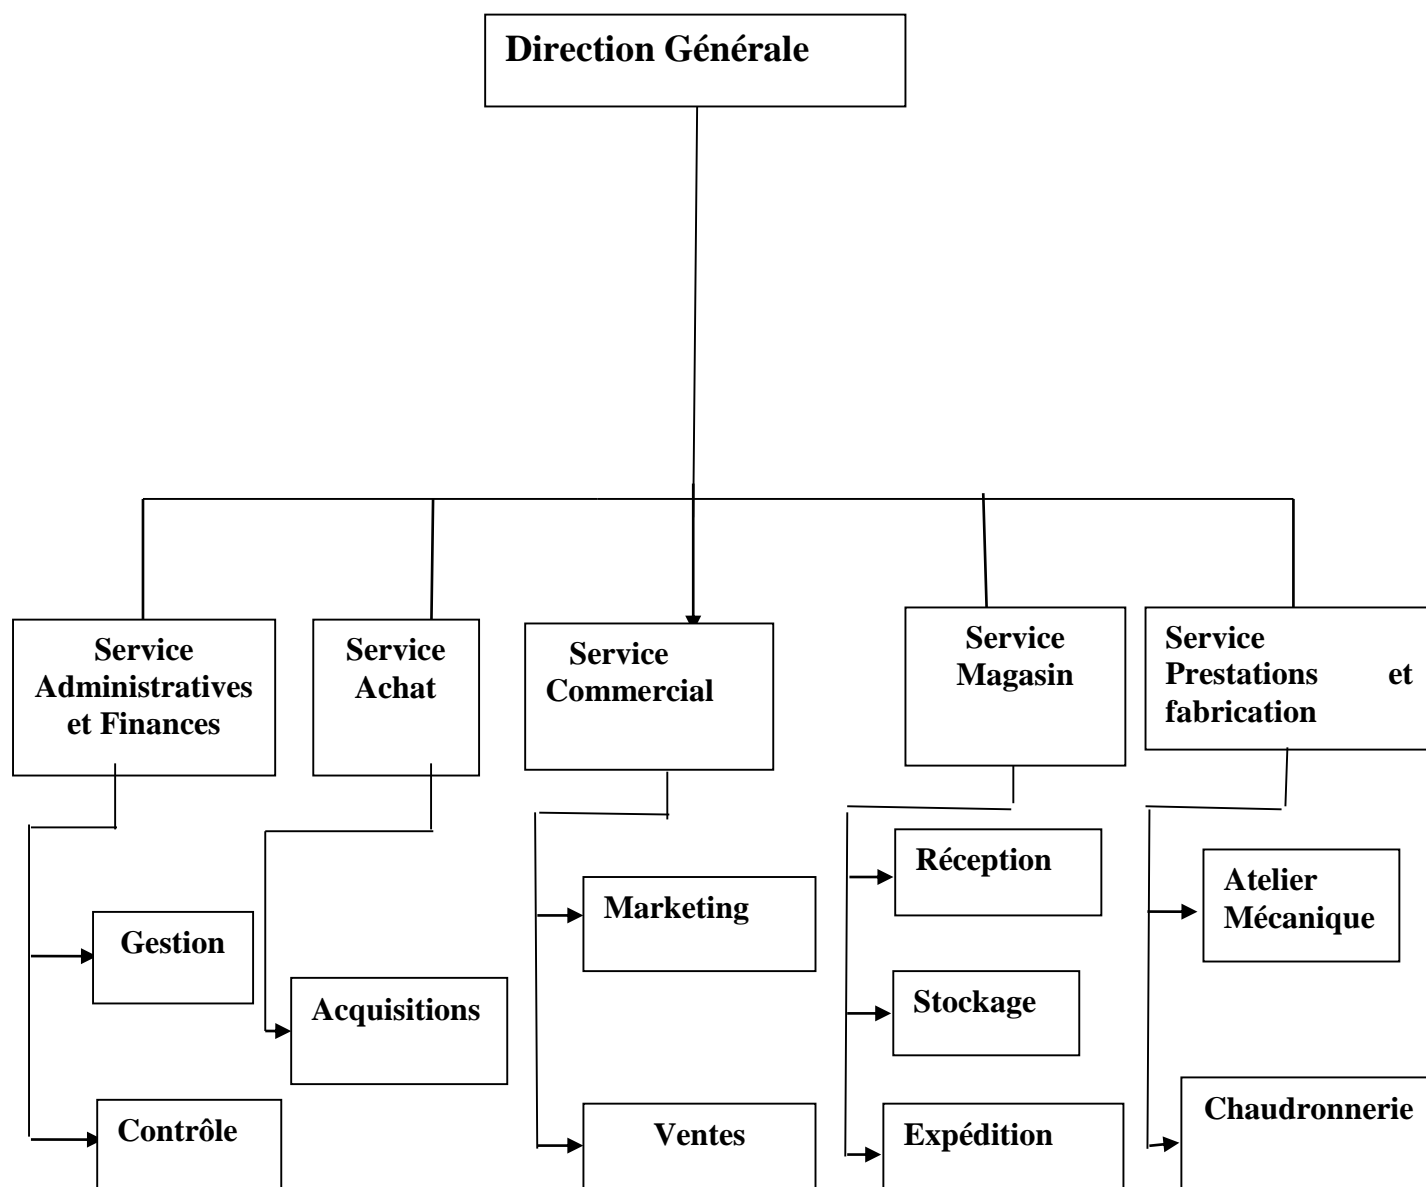 Direction Générale
Service
Administratives
et Finances
Service
Achat
Service
Commercial
Service
Magasin
Service
Prestations et
fabrication
Gestion
Contrôle
Acquisitions
Marketing
Ventes
Réception
Stockage
Expédition
Atelier
Mécanique
Chaudronnerie